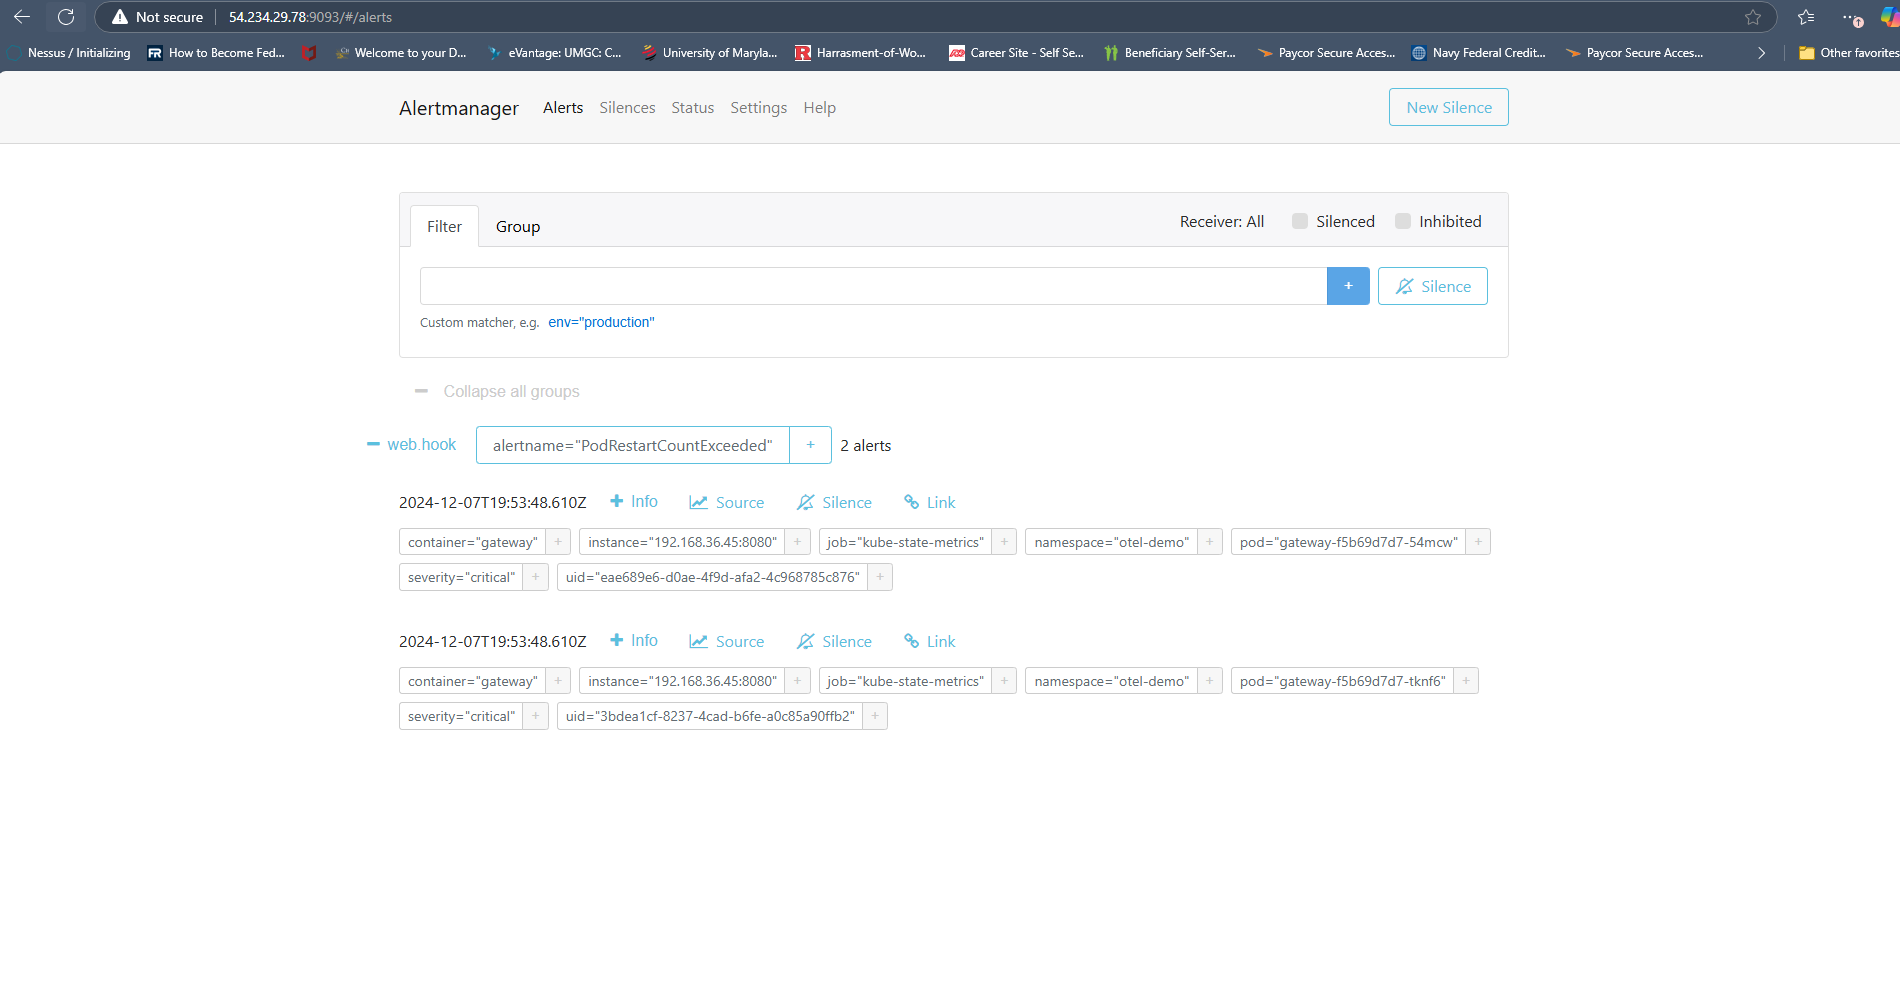 Not secure 54.234.29.78:9093/#/alerts
Nessus / Initializing How to Become Fed... Welcome to your D... eVantage: UMGC: C... University of Maryla... Harrasment-of-Wo... Career Site - Self Se... Beneficiary Self-Ser... Paycor Secure Acces... Navy Federal Credit... Paycor Secure Acces... Other favorites
Alertmanager Alerts Silences Status Settings Help New Silence
Filter Group Receiver: All Silenced Inhibited
+ Silence
Custom matcher, e.g. env="production"
Collapse all groups
web.hook alertname="PodRestartCountExceeded" + 2 alerts
2024-12-07T19:53:48.610Z Info Source Silence Link
container="gateway" + instance="192.168.36.45:8080" + job="kube-state-metrics" + namespace="otel-demo" + pod="gateway-f5b69d7d7-54mcw" +
severity="critical" + uid="eae689e6-d0ae-4f9d-afa2-4c968785c876" +
2024-12-07T19:53:48.610Z Info Source Silence Link
container="gateway" + instance="192.168.36.45:8080" + job="kube-state-metrics" + namespace="otel-demo" + pod="gateway-f5b69d7d7-tknf6" +
severity="critical" + uid="3bdea1cf-8237-4cad-b6fe-a0c85a90ffb2" +